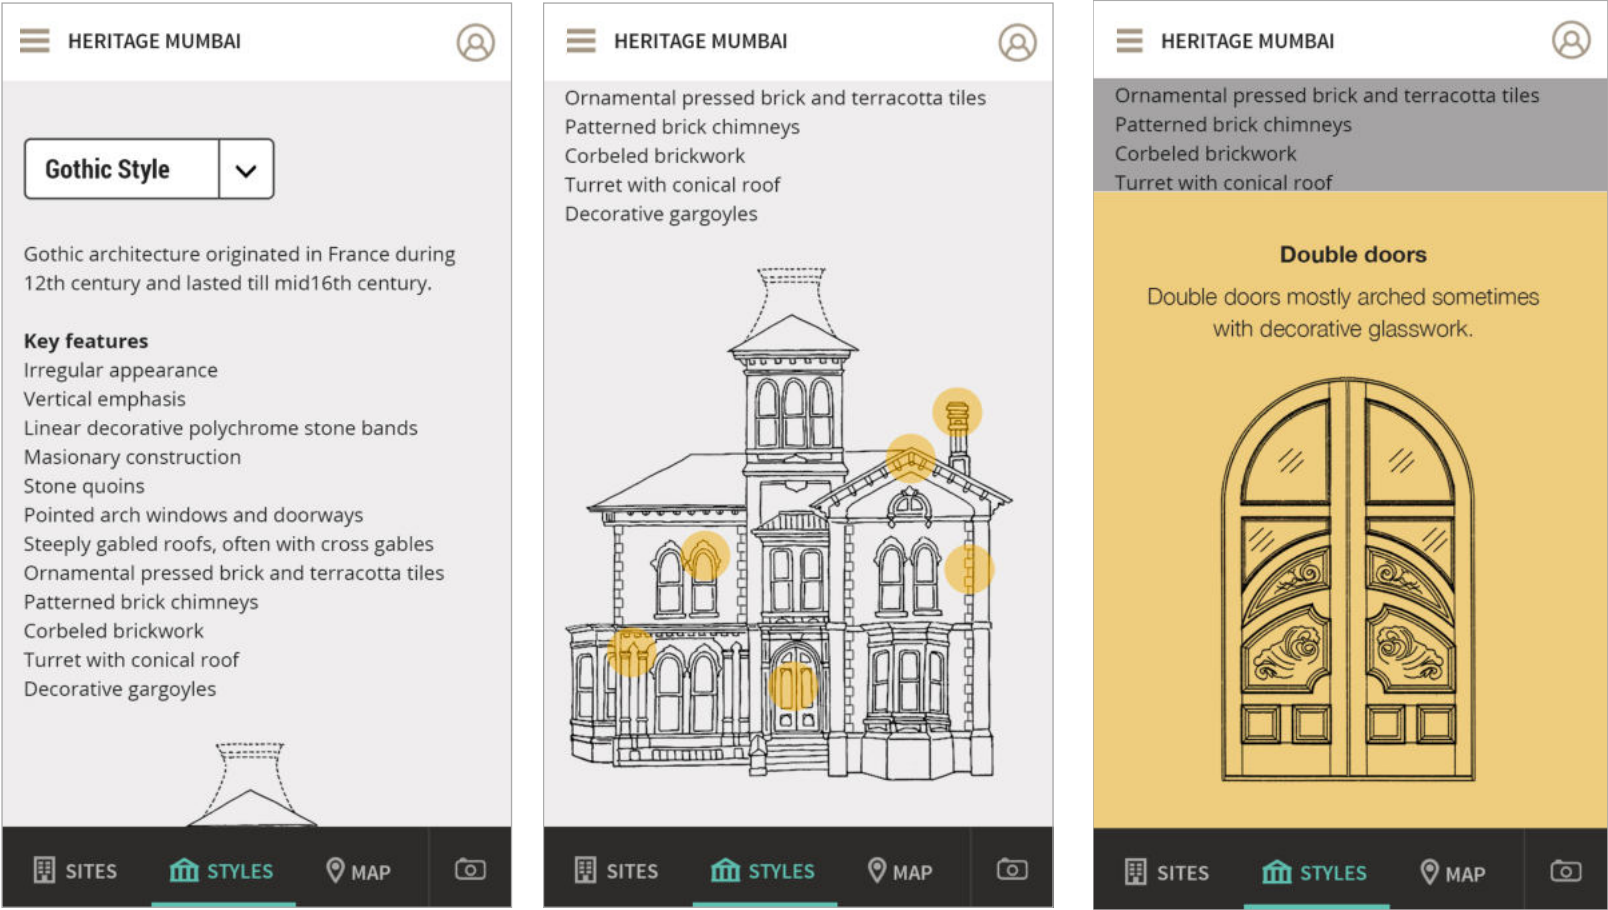 HERITAGE MUMBAI
Gothic Style
Gothic architecture originated in France during
12th century and lasted till mid16th century.
Key features
Irregular appearance
Vertical emphasis
Linear decorative polychrome stone bands
Masionary construction
Stone quoins
Pointed arch windows and doorways
Steeply gabled roofs, often with cross gables
Ornamental pressed brick and terracotta tiles
Patterned brick chimneys
Corbeled brickwork
Turret with conical roof
Decorative gargoyles
SITES STYLES MAP
HERITAGE MUMBAI
Ornamental pressed brick and terracotta tiles
Patterned brick chimneys
Corbeled brickwork
Turret with conical roof
Decorative gargoyles
SITES STYLES MAP
HERITAGE MUMBAI
Ornamental pressed brick and terracotta tiles
Patterned brick chimneys
Corbeled brickwork
Turret with conical roof
Double doors
Double doors mostly arched sometimes
with decorative glasswork.
SITES STYLES MAP